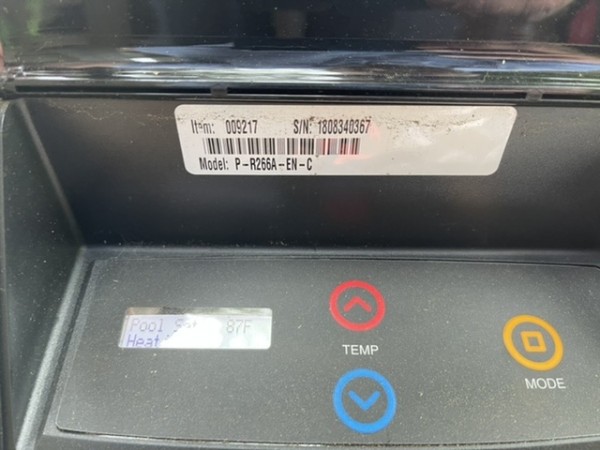 Item: 009217 S/N: 1808340367
Model: P-R266A-EN-C
Pool 87F
Heat
TEMP
MODE